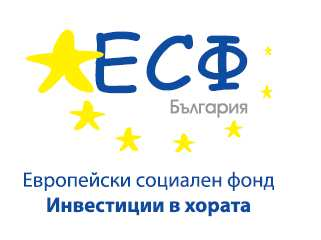 ЕСФ
България
Европейски социален фонд
Инвестиции в хората